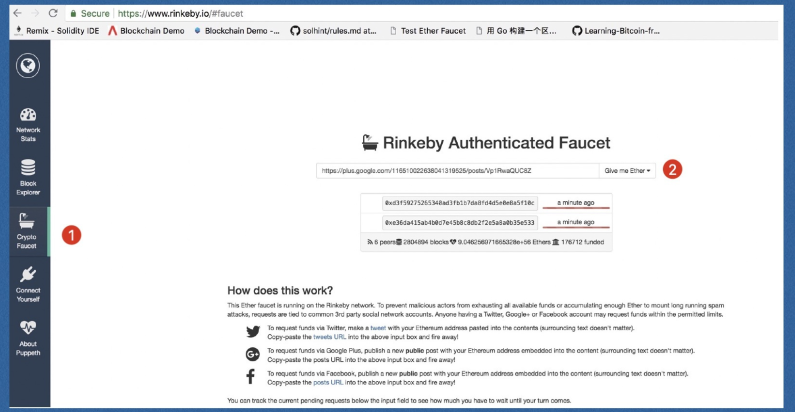 Secure https://www.rinkeby.io/#faucet
Remix - Solidity IDE Blockchain Demo Blockchain Demo -... solhint/rules.md at... Test Ether Faucet 用 Go 构建一个区... Learning-Bitcoin-fr...
Network
Stats
Block
Explorer
Crypto
Faucet
1
Connect
Yourself
About
Puppeth
Rinkeby Authenticated Faucet
https://plus.google.com/116510022638041319526/posts/Vp1RwaQUC8Z Give me Ether 2
0xd3f59275265348ad3fb1b7da8fd4d5e0e8a5f10c a minute ago
0xe36da415ab4b0d7e45b8c8db2f2e5a8a0b35e533 a minute ago
6 peers 2804894 blocks 9.046256971665328e+56 Ethers 176712 funded
How does this work?
This Ether faucet is running on the Rinkeby network. To prevent malicious actors from exhausting all available funds or accumulating enough Ether to mount long running spam
attacks, requests are tied to common 3rd party social network accounts. Anyone having a Twitter, Google+ or Facebook account may request funds within the permitted limits.
To request funds via Twitter, make a tweet with your Ethereum address pasted into the contents (surrounding text doesn't matter).
Copy-paste the tweets URL into the above input box and fire away!
G+
To request funds via Google Plus, publish a new public post with your Ethereum address embedded into the content (surrounding text doesn't matter).
Copy-paste the posts URL into the above input box and fire away!
To request funds via Facebook, publish a new public post with your Ethereum address embedded into the content (surrounding text doesn't matter).
Copy-paste the posts URL into the above input box and fire away!
You can track the current pending requests below the input field to see how much you have to wait until your turn comes.